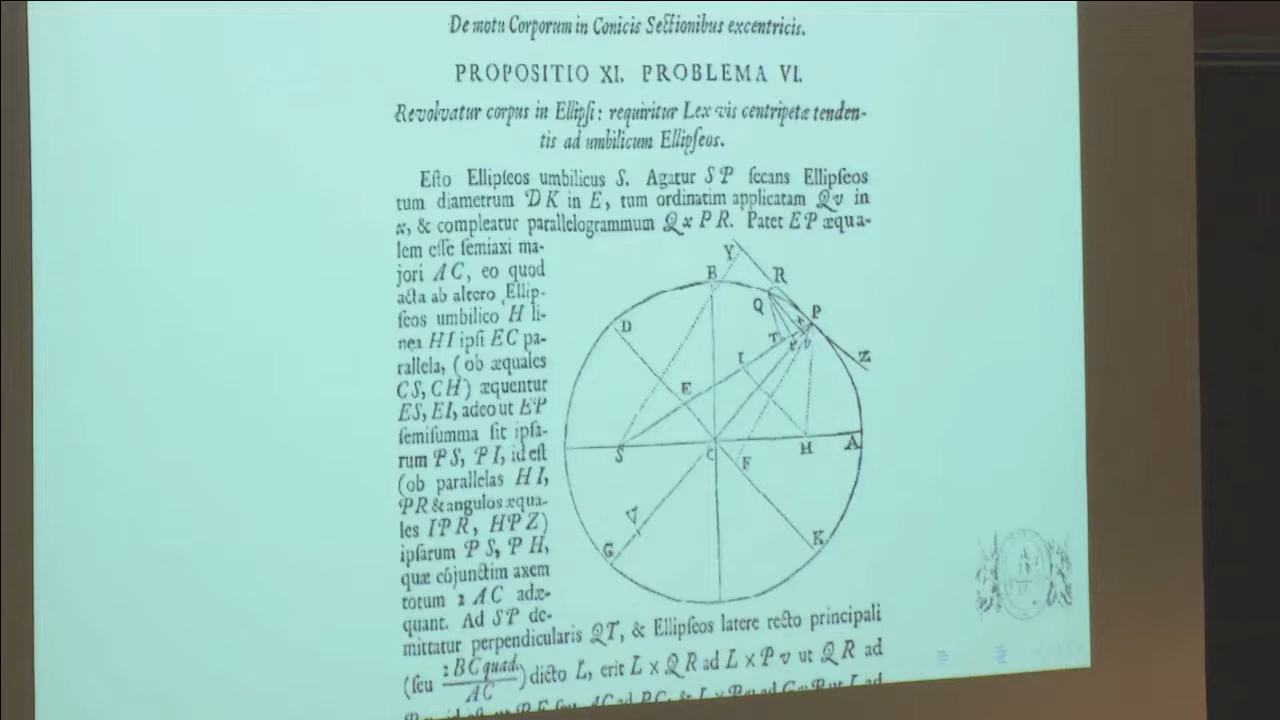 De motu Corporum in Conicis Sectionibus excentricis.
PROPOSITIO XI. PROBLEMA VI.
Revolvatur corpus in Ellipſi: requiritur Lex vis centripetæ tenden-
tis ad umbilicum Ellipſeos.
Eſto Ellipſeos umbilicus S. Agatur SP ſecans Ellipſeos
tum diametrum DK in E, tum ordinatim applicatam Qv in
x, & compleatur parallelogrammum QxPR. Patet EP æqua-
lem eſſe ſemiaxi ma-
jori AC, eo quod
acta ab altero Ellip-
ſeos umbilico H li-
nea HI ipſi EC pa-
rallela, (ob æquales
CS, CH) æquentur
ES, EI, adeo ut EP
ſemiſumma ſit ipſa-
rum PS, PI, id eſt
(ob parallelas HI,
PR & angulos æqua-
les IPR, HPZ)
ipſarum PS, PH,
quæ cójunctim axem
totum 2 AC adæ-
quant. Ad SP de-
mittatur perpendicularis QT, & Ellipſeos latere recto principali
(ſeu 2BC quad. / AC) dicto L, erit L x QR ad L x Pv ut QR ad
Y
B
R
Q
P
D
T
x
v
I
Z
E
S
C
F
H
A
G
K